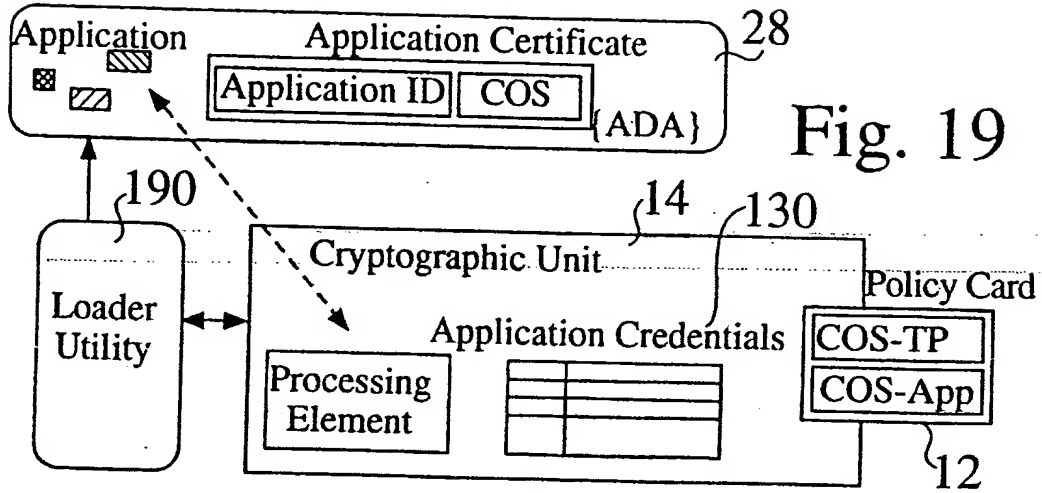 Application
Application Certificate
28
Application ID
COS
{ADA}
Fig. 19
190
14
130
Cryptographic Unit
Policy Card
Loader
Utility
Application Credentials
COS-TP
Processing
Element
COS-App
12